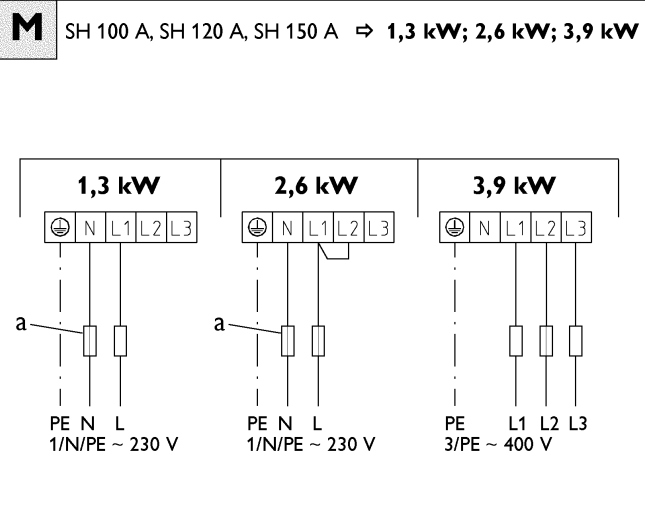 M SH 100 A, SH 120 A, SH 150 A ⇨ 1,3 kW; 2,6 kW; 3,9 kW
1,3 kW 2,6 kW 3,9 kW
N L1 L2 L3 N L1 L2 L3 N L1 L2 L3
a a
PE N L PE N L PE L1 L2 L3
1/N/PE ~ 230 V 1/N/PE ~ 230 V 3/PE ~ 400 V